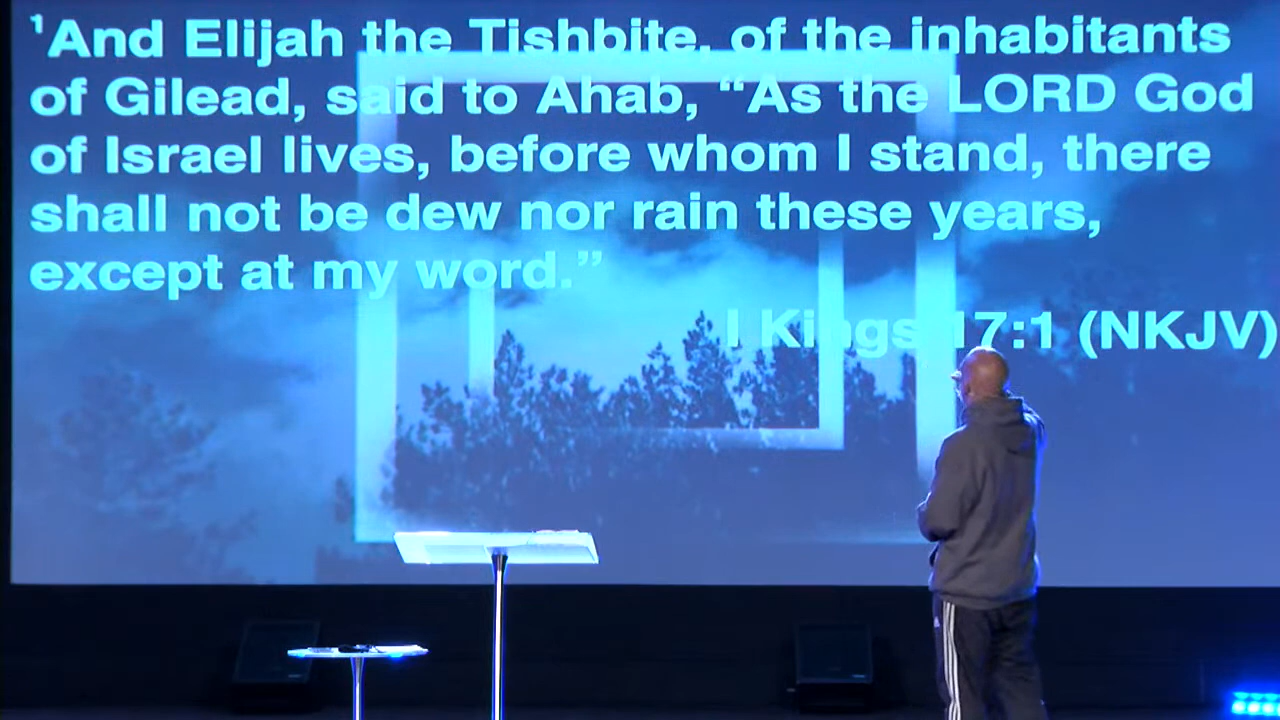 ¹And Elijah the Tishbite, of the inhabitants
of Gilead, said to Ahab, “As the LORD God
of Israel lives, before whom I stand, there
shall not be dew nor rain these years,
except at my word.”
I Kings 17:1 (NKJV)